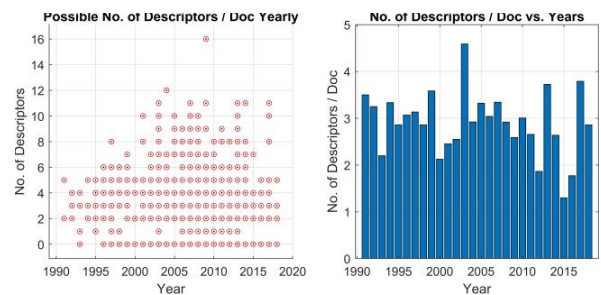 Possible No. of Descriptors / Doc Yearly
16
14
12
10
8
6
4
2
0
No. of Descriptors
1990 1995 2000 2005 2010 2015 2020
Year
No. of Descriptors / Doc vs. Years
5
4
3
2
1
0
No. of Descriptors / Doc
1990 1995 2000 2005 2010 2015
Year